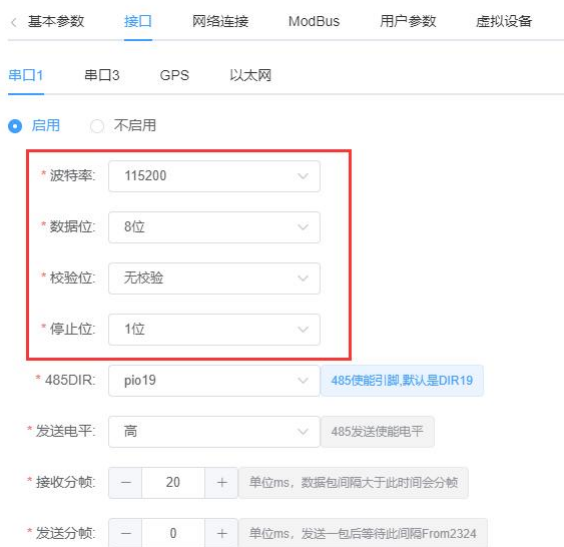 < 基本参数 接口 网络连接 ModBus 用户参数 虚拟设备
串口1 串口3 GPS 以太网
启用 不启用
* 波特率: 115200
* 数据位: 8位
* 校验位: 无校验
* 停止位: 1位
* 485DIR: pio19 485使能引脚,默认是DIR19
* 发送电平: 高 485发送使能电平
* 接收分帧: − 20 + 单位ms，数据包间隔大于此时间会分帧
* 发送分帧: − 0 + 单位ms，发送一包后等待此间隔From2324